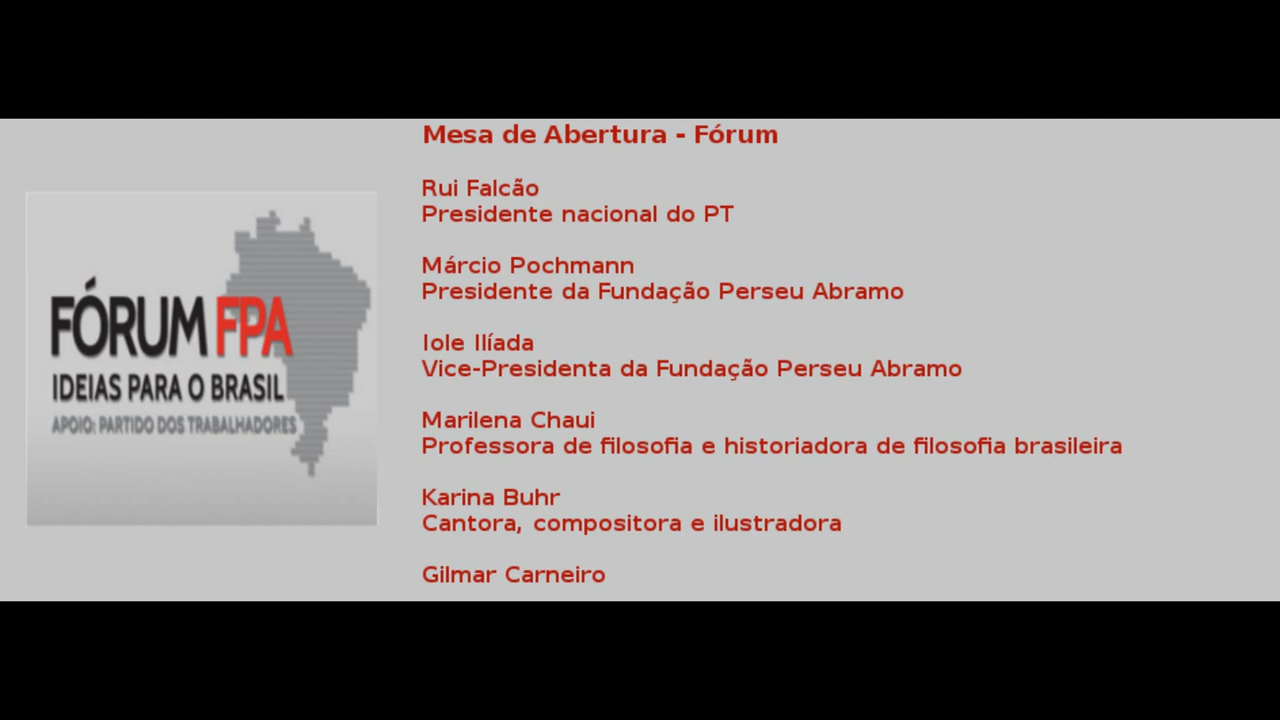 Mesa de Abertura - Fórum
Rui Falcão
Presidente nacional do PT
Márcio Pochmann
Presidente da Fundação Perseu Abramo
Iole Ilíada
Vice-Presidenta da Fundação Perseu Abramo
Marilena Chaui
Professora de filosofia e historiadora de filosofia brasileira
Karina Buhr
Cantora, compositora e ilustradora
Gilmar Carneiro
FÓRUM FPA
IDEIAS PARA O BRASIL
APOIO: PARTIDO DOS TRABALHADORES